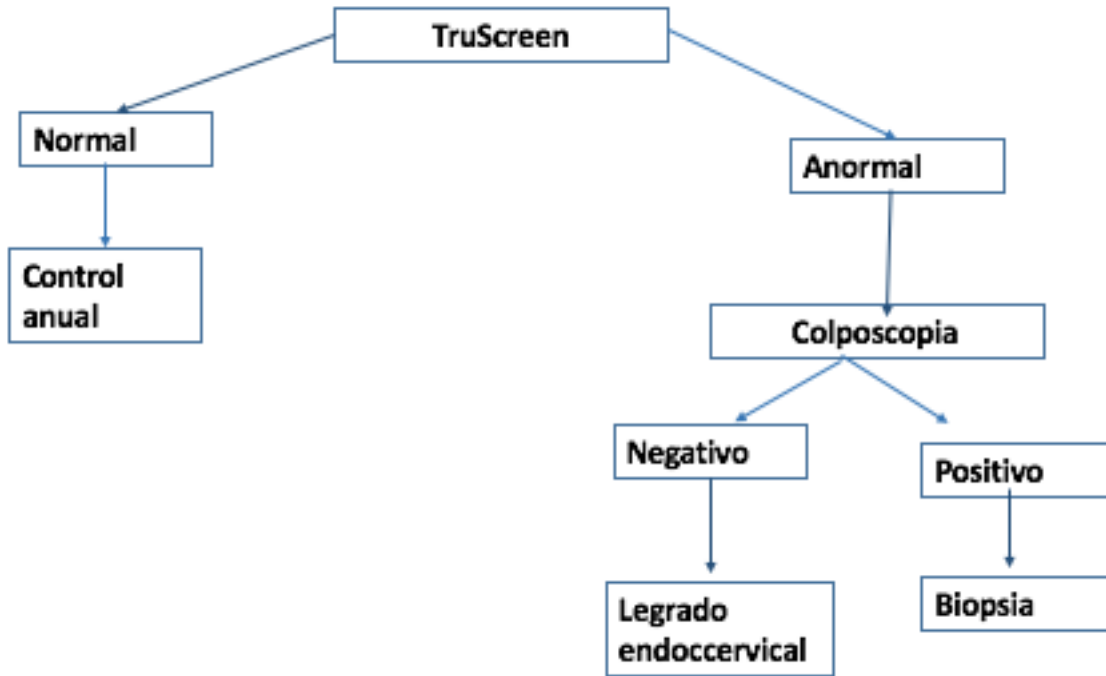 TruScreen
Normal
Anormal
Control
anual
Colposcopia
Negativo
Positivo
Legrado
endoccervical
Biopsia